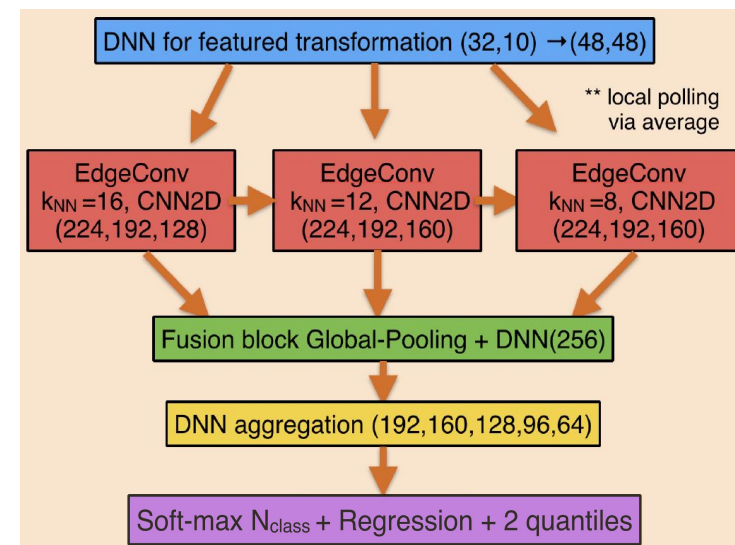 DNN for featured transformation (32,10) →(48,48)
** local polling
via average
EdgeConv
kNN =16, CNN2D
(224,192,128)
EdgeConv
kNN =12, CNN2D
(224,192,160)
EdgeConv
kNN =8, CNN2D
(224,192,160)
Fusion block Global-Pooling + DNN(256)
DNN aggregation (192,160,128,96,64)
Soft-max Nclass + Regression + 2 quantiles